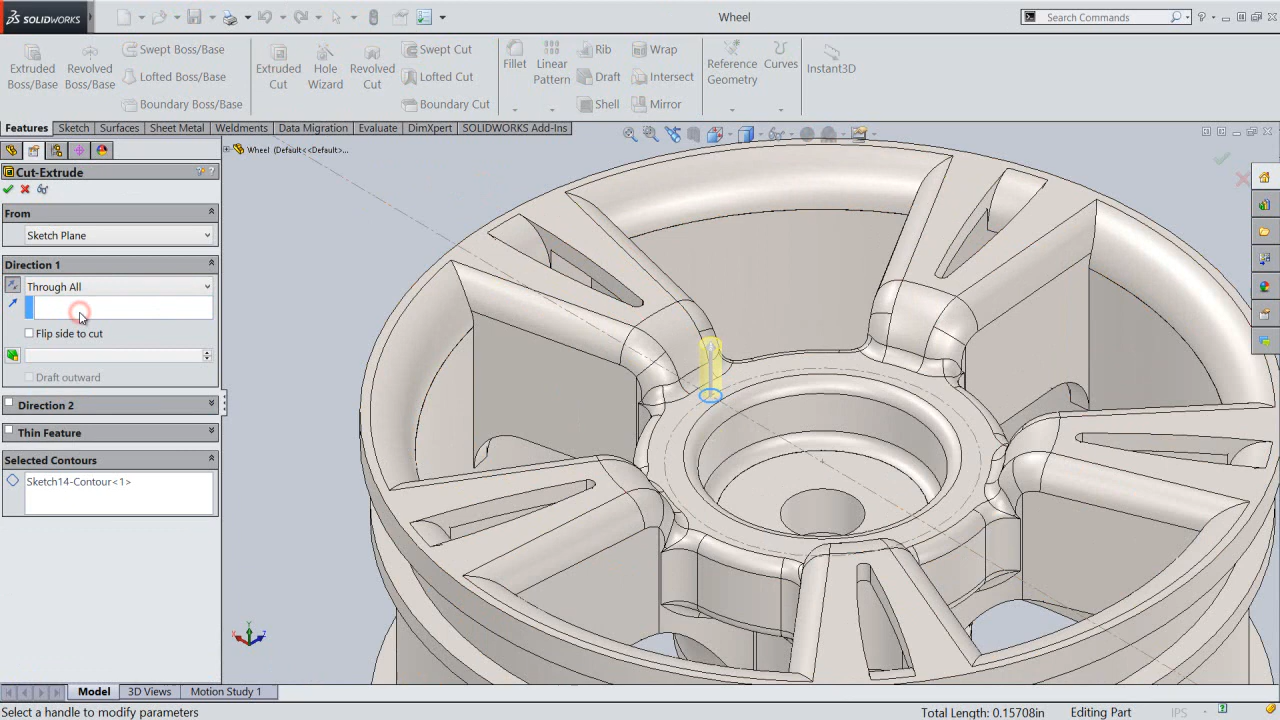 SOLIDWORKS
Wheel
Search Commands
Extruded Boss/Base
Revolved Boss/Base
Swept Boss/Base
Lofted Boss/Base
Boundary Boss/Base
Extruded Cut
Hole Wizard
Revolved Cut
Swept Cut
Lofted Cut
Boundary Cut
Fillet
Linear Pattern
Rib
Draft
Shell
Wrap
Intersect
Mirror
Reference Geometry
Curves
Instant3D
Features
Sketch
Surfaces
Sheet Metal
Weldments
Data Migration
Evaluate
DimXpert
SOLIDWORKS Add-Ins
Wheel (Default<<Default>...
Cut-Extrude
From
Sketch Plane
Direction 1
Through All
Flip side to cut
Draft outward
Direction 2
Thin Feature
Selected Contours
Sketch14-Contour<1>
Y
X
Z
Model
3D Views
Motion Study 1
Select a handle to modify parameters
Total Length: 0.15708in
Editing Part
IPS